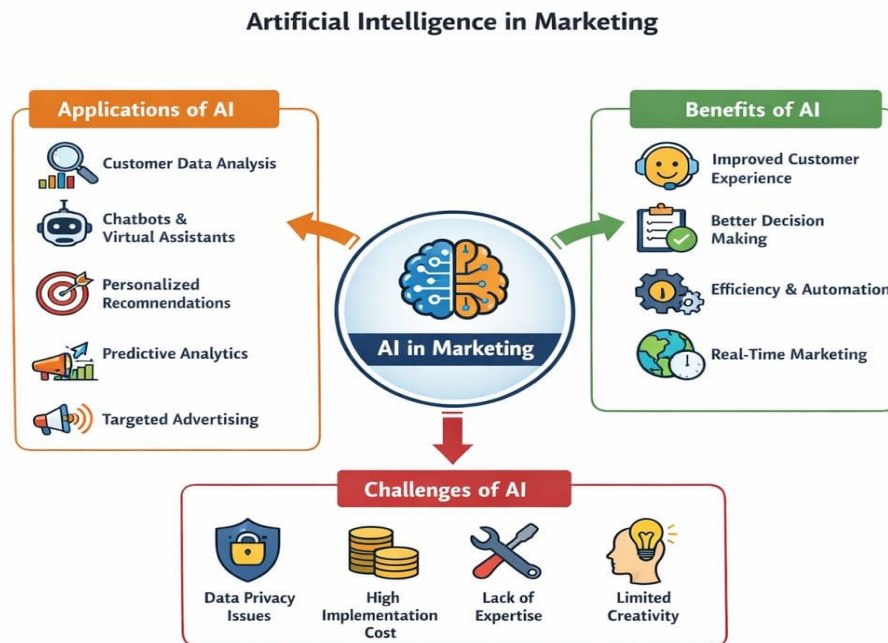 Artificial Intelligence in Marketing
Applications of AI
Customer Data Analysis
Chatbots &
Virtual Assistants
Personalized
Recomnendations
Predictive Analytics
Targeted Advertising
AI in Marketing
Benefits of AI
Improved Customer
Experience
Better Decision
Making
Efficiency & Automation
Real-Time Marketing
Challenges of AI
Data Privacy
Issues
High
Implementation
Cost
Lack of
Expertise
Limited
Creativity